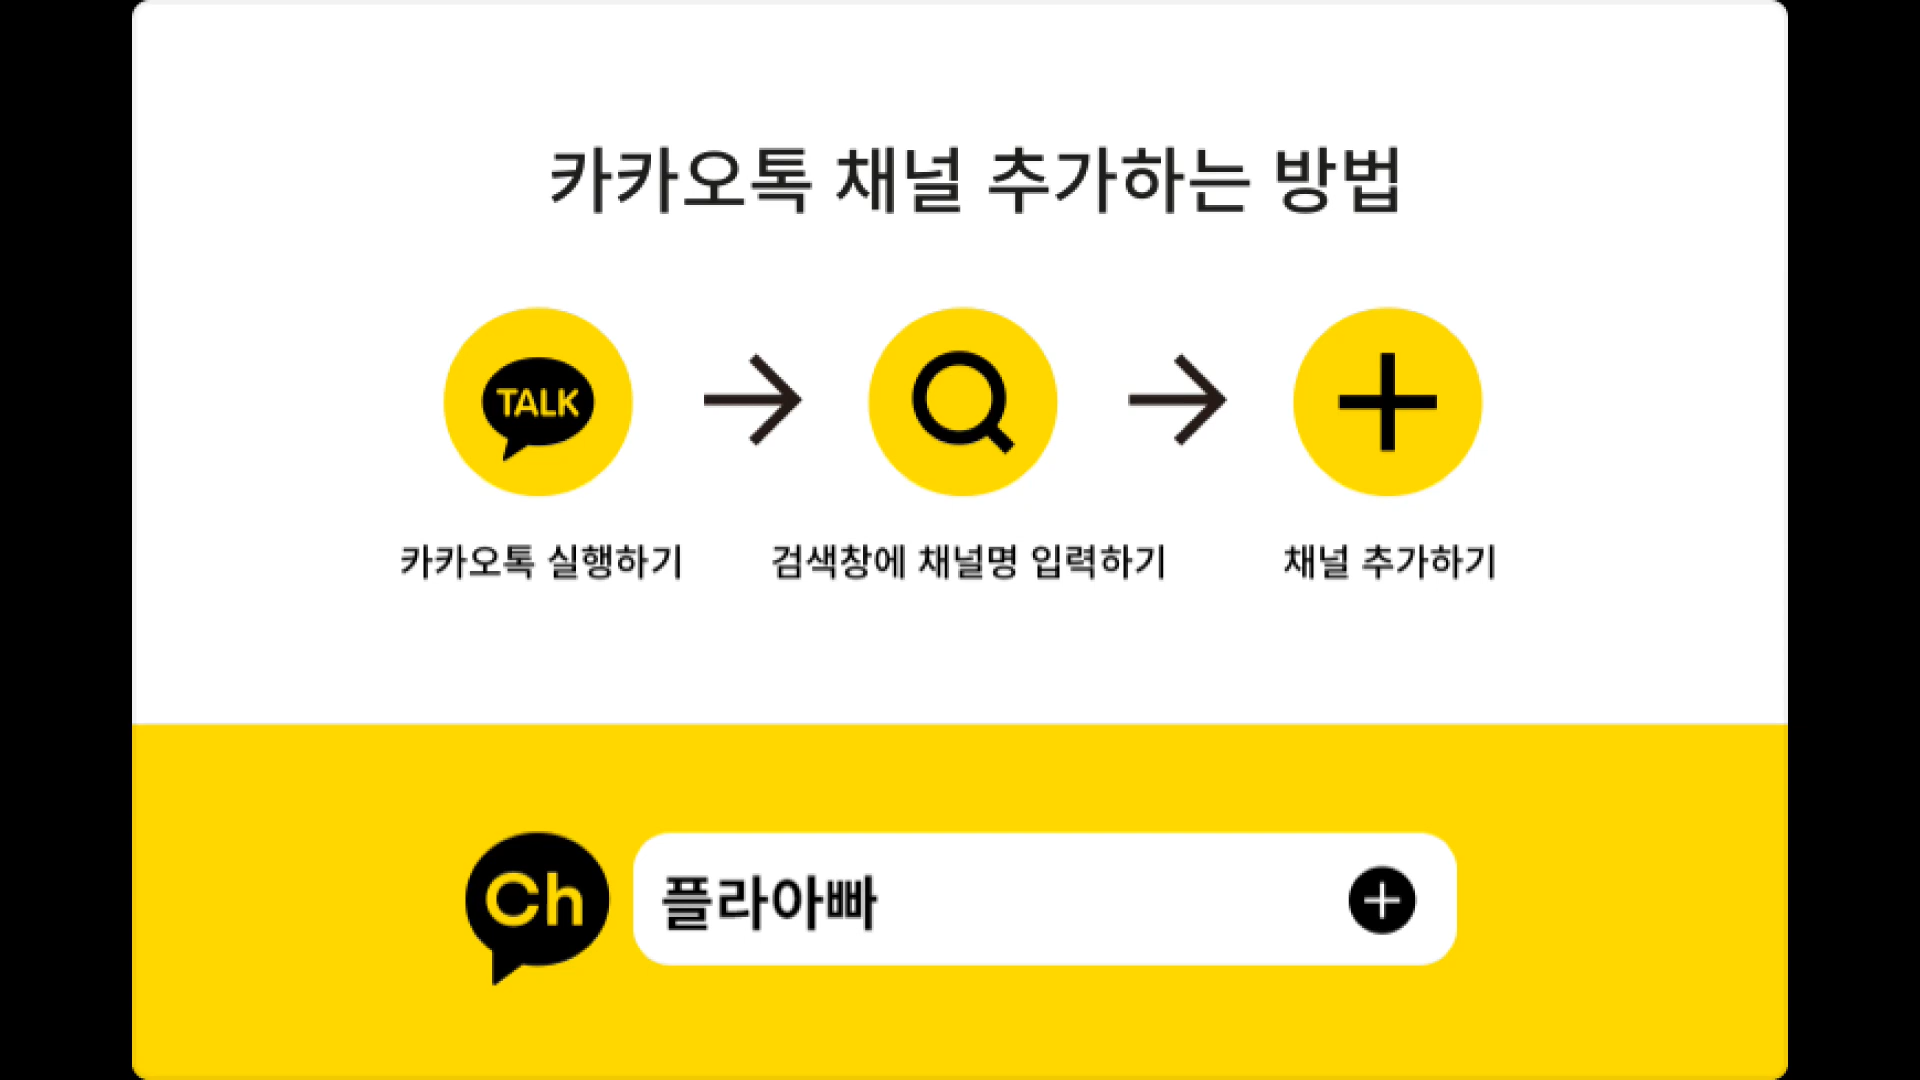 카카오톡 채널 추가하는 방법
TALK
카카오톡 실행하기
검색창에 채널명 입력하기
채널 추가하기
Ch
플라아빠